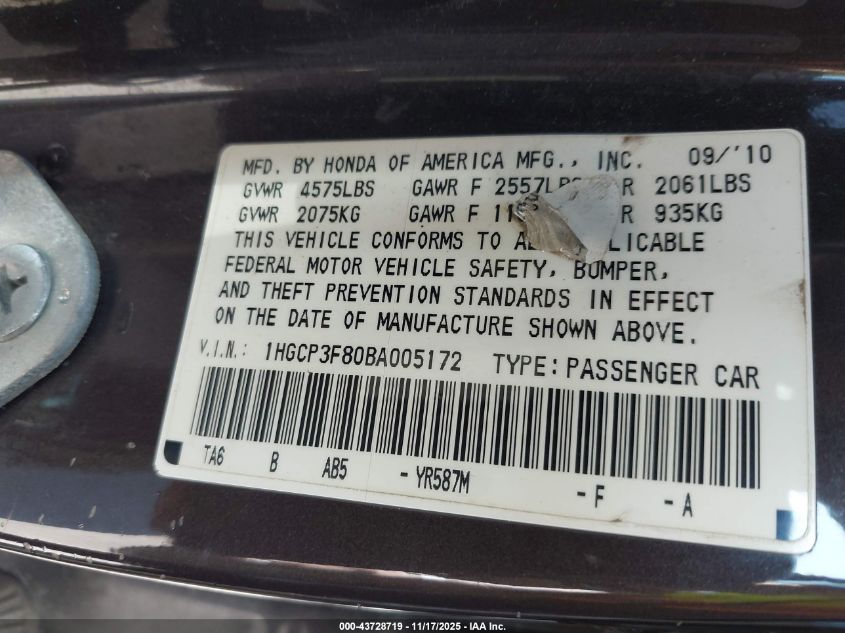 MFD. BY HONDA OF AMERICA MFG., INC. 09/'10
GVWR 4575LBS GAWR F 2557LB R 2061LBS
GVWR 2075KG GAWR F 11 R 935KG
THIS VEHICLE CONFORMS TO LICABLE
FEDERAL MOTOR VEHICLE SAFETY, BUMPER,
AND THEFT PREVENTION STANDARDS IN EFFECT
ON THE DATE OF MANUFACTURE SHOWN ABOVE.
V.I.N.: 1HGCP3F80BA005172 TYPE: PASSENGER CAR
TA6 B AB5 -YR587M -F -A
000-43728719 - 11/17/2025 - IAA Inc.